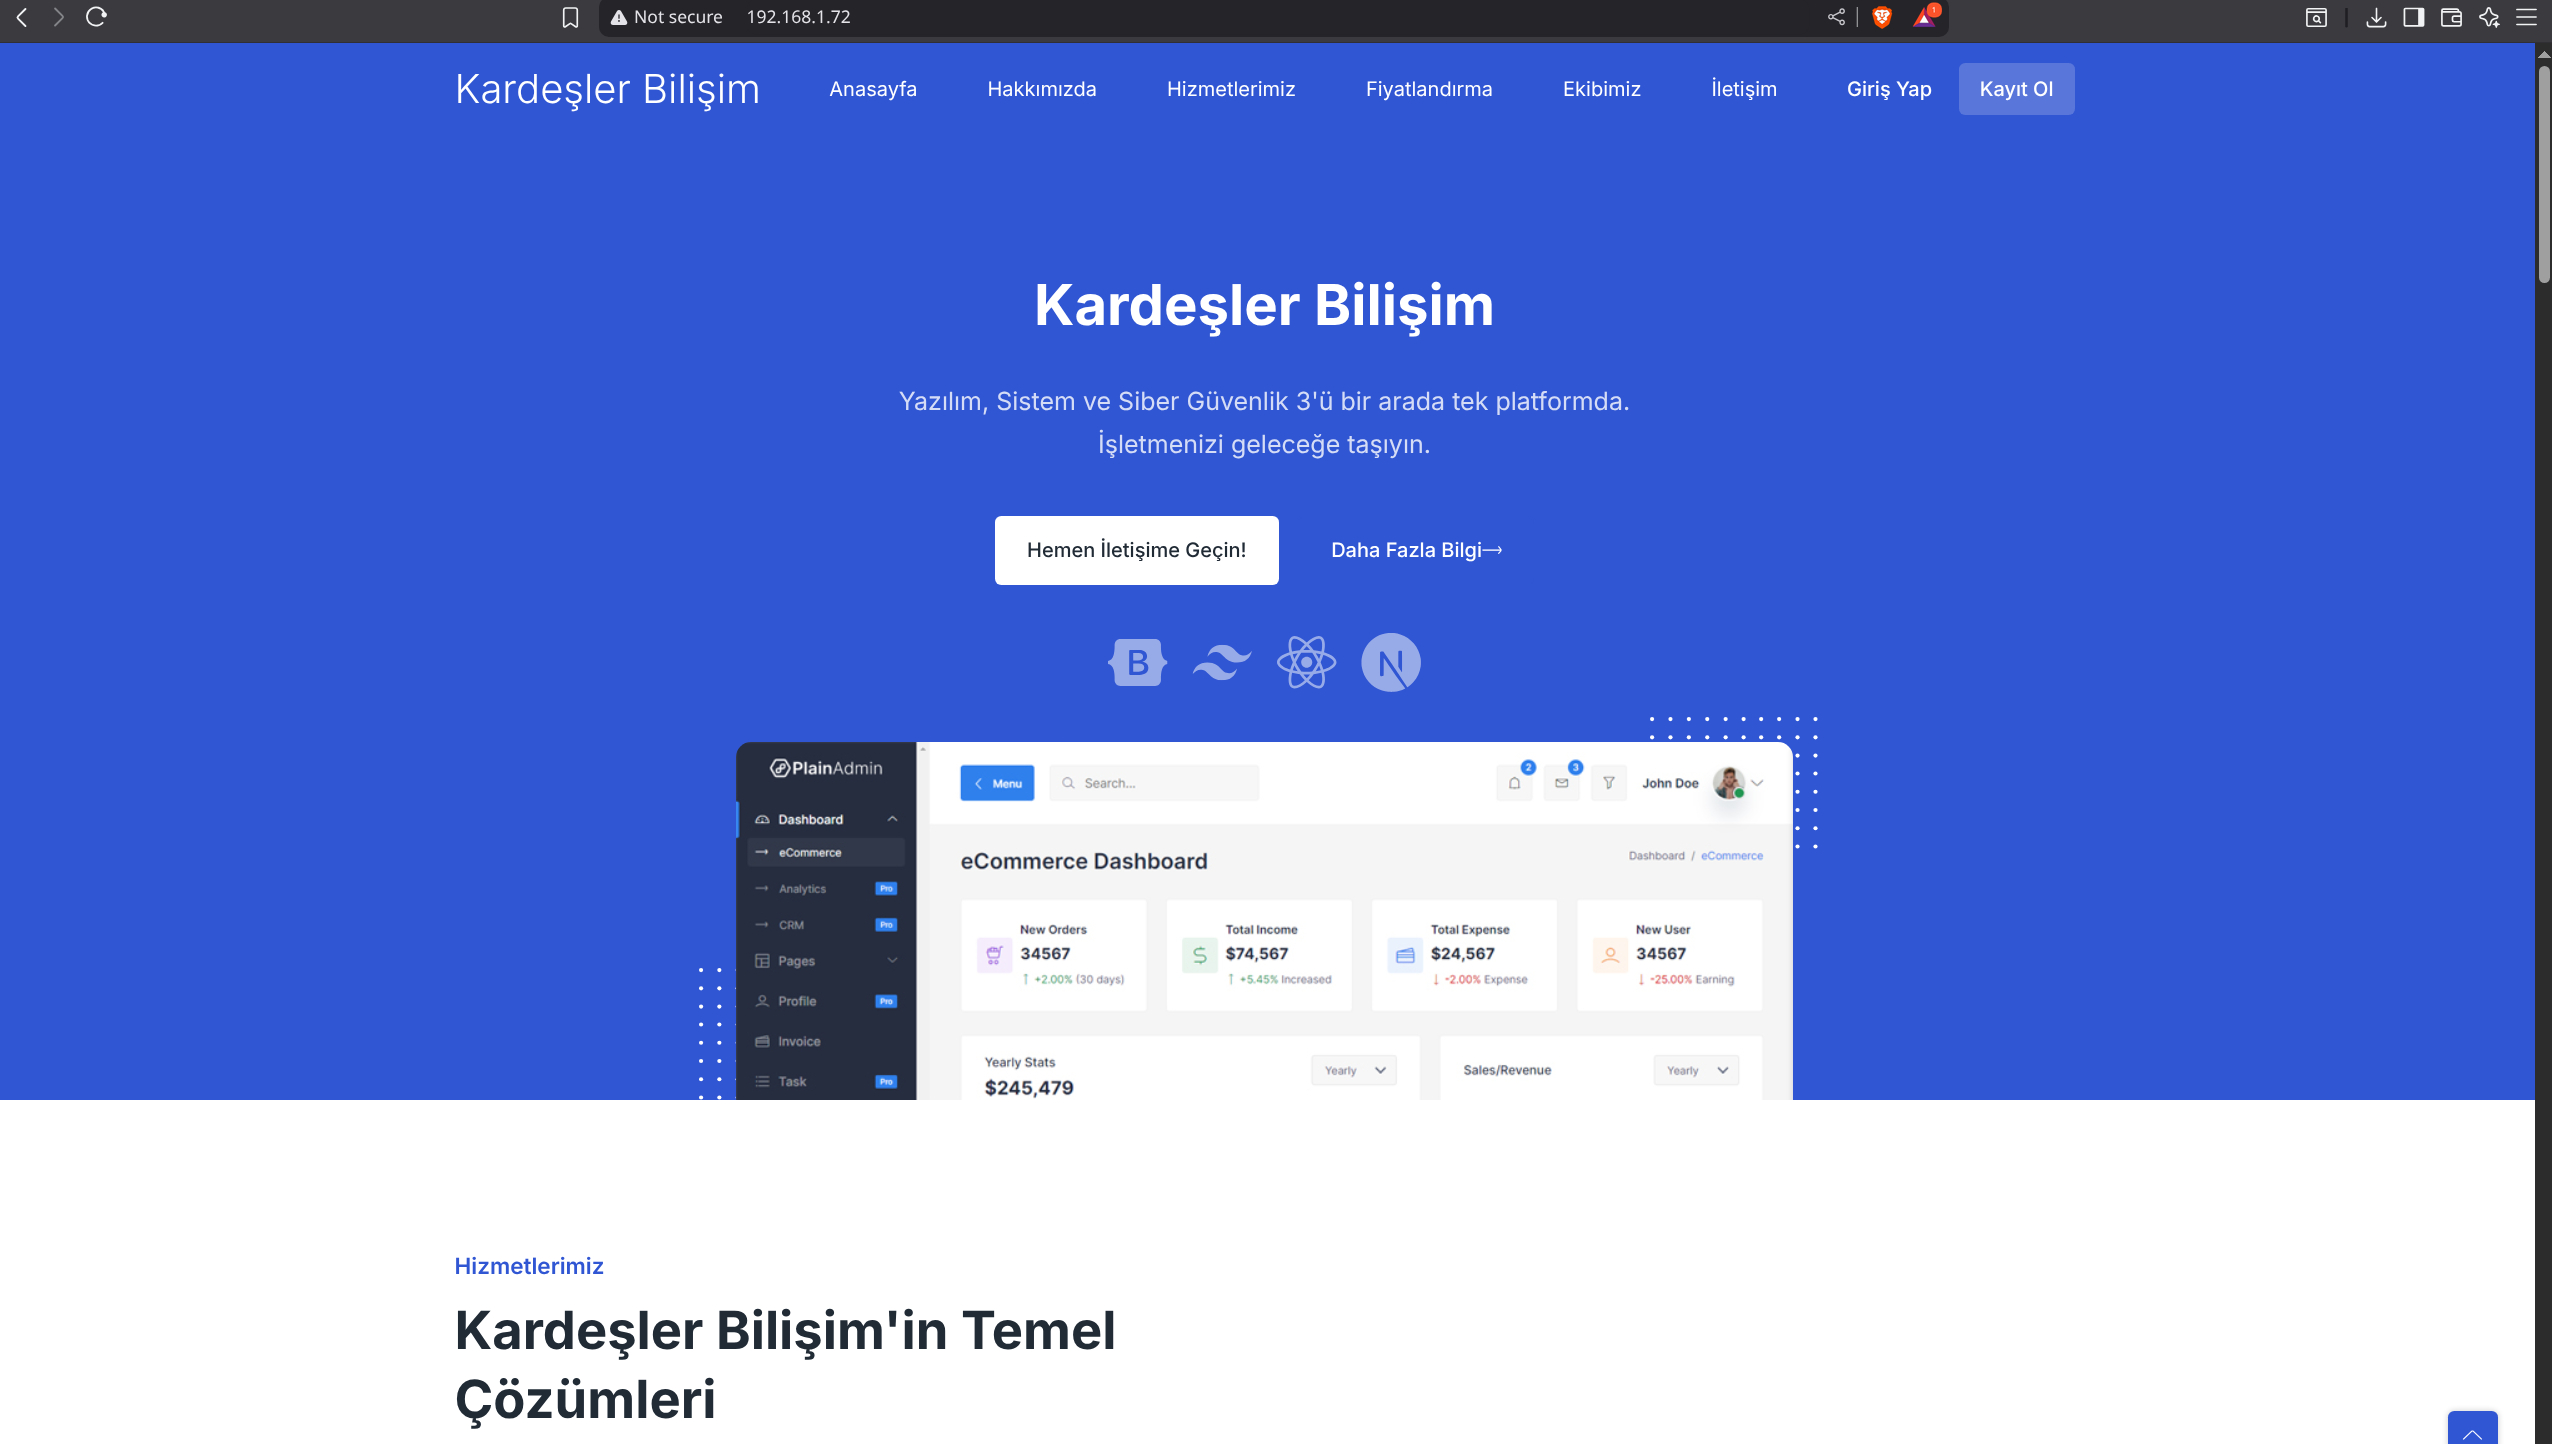 Not secure 192.168.1.72
1
Kardeşler Bilişim Anasayfa Hakkımızda Hizmetlerimiz Fiyatlandırma Ekibimiz İletişim Giriş Yap Kayıt Ol
Kardeşler Bilişim
Yazılım, Sistem ve Siber Güvenlik 3'ü bir arada tek platformda.
İşletmenizi geleceğe taşıyın.
Hemen İletişime Geçin! Daha Fazla Bilgi
B N
PlainAdmin
Dashboard
eCommerce
Analytics Pro
CRM Pro
Pages
Profile Pro
Invoice
Task Pro
Menu Search... 2 3 John Doe
eCommerce Dashboard Dashboard / eCommerce
New Orders
34567
+2.00% (30 days)
Total Income
$74,567
+5.45% Increased
Total Expense
$24,567
-2.00% Expense
New User
34567
-25.00% Earning
Yearly Stats
$245,479
Yearly
Sales/Revenue
Yearly
Hizmetlerimiz
Kardeşler Bilişim'in Temel
Çözümleri